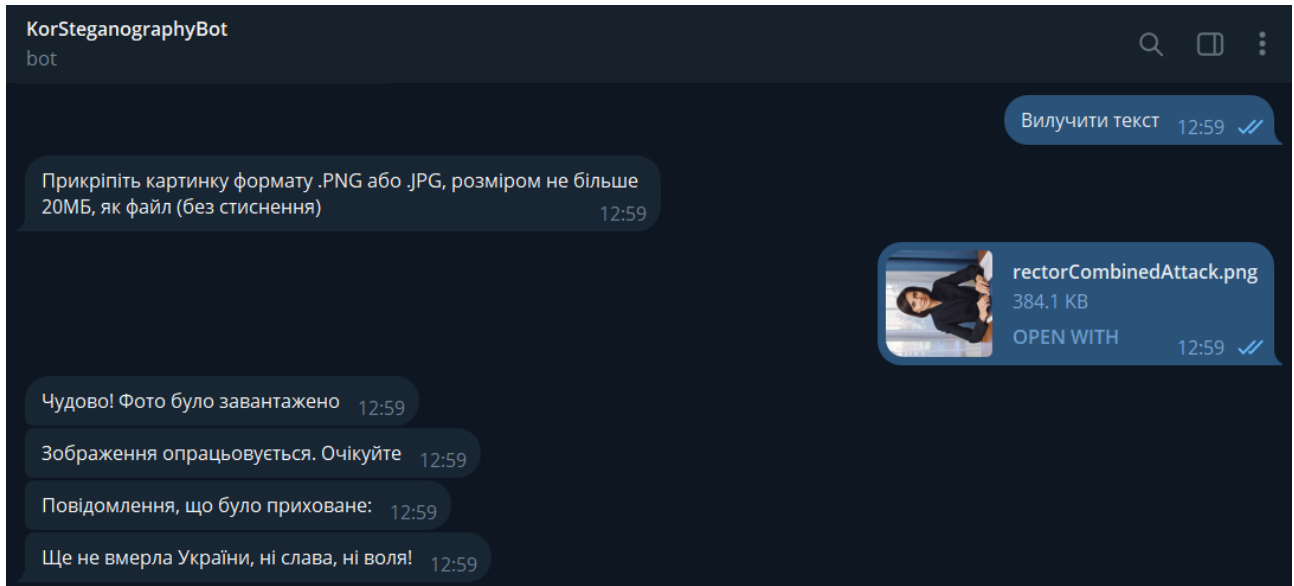 KorSteganographyBot
bot
Вилучити текст 12:59
Прикріпіть картинку формату .PNG або .JPG, розміром не більше
20МБ, як файл (без стиснення) 12:59
rectorCombinedAttack.png
384.1 KB
OPEN WITH 12:59
Чудово! Фото було завантажено 12:59
Зображення опрацьовується. Очікуйте 12:59
Повідомлення, що було приховане: 12:59
Ще не вмерла України, ні слава, ні воля! 12:59